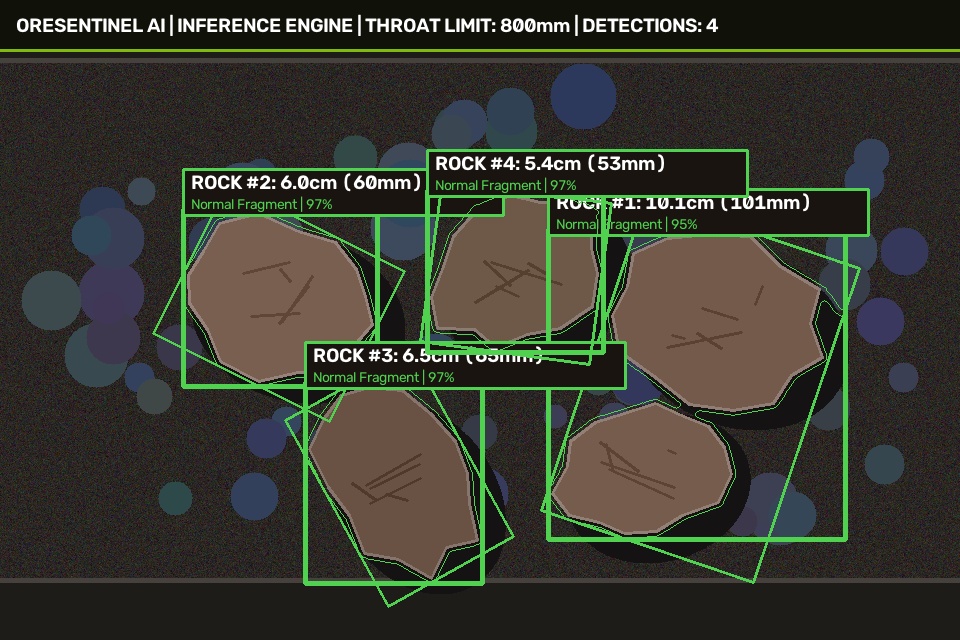 ORESENTINEL AI | INFERENCE ENGINE | THROAT LIMIT: 800mm | DETECTIONS: 4
ROCK #4: 5.4cm (53mm)
Normal Fragment | 97%
ROCK #2: 6.0cm (60mm)
Normal Fragment | 97%
ROCK #1: 10.1cm (101mm)
Normal Fragment | 95%
ROCK #3: 6.5cm (65mm)
Normal Fragment | 97%